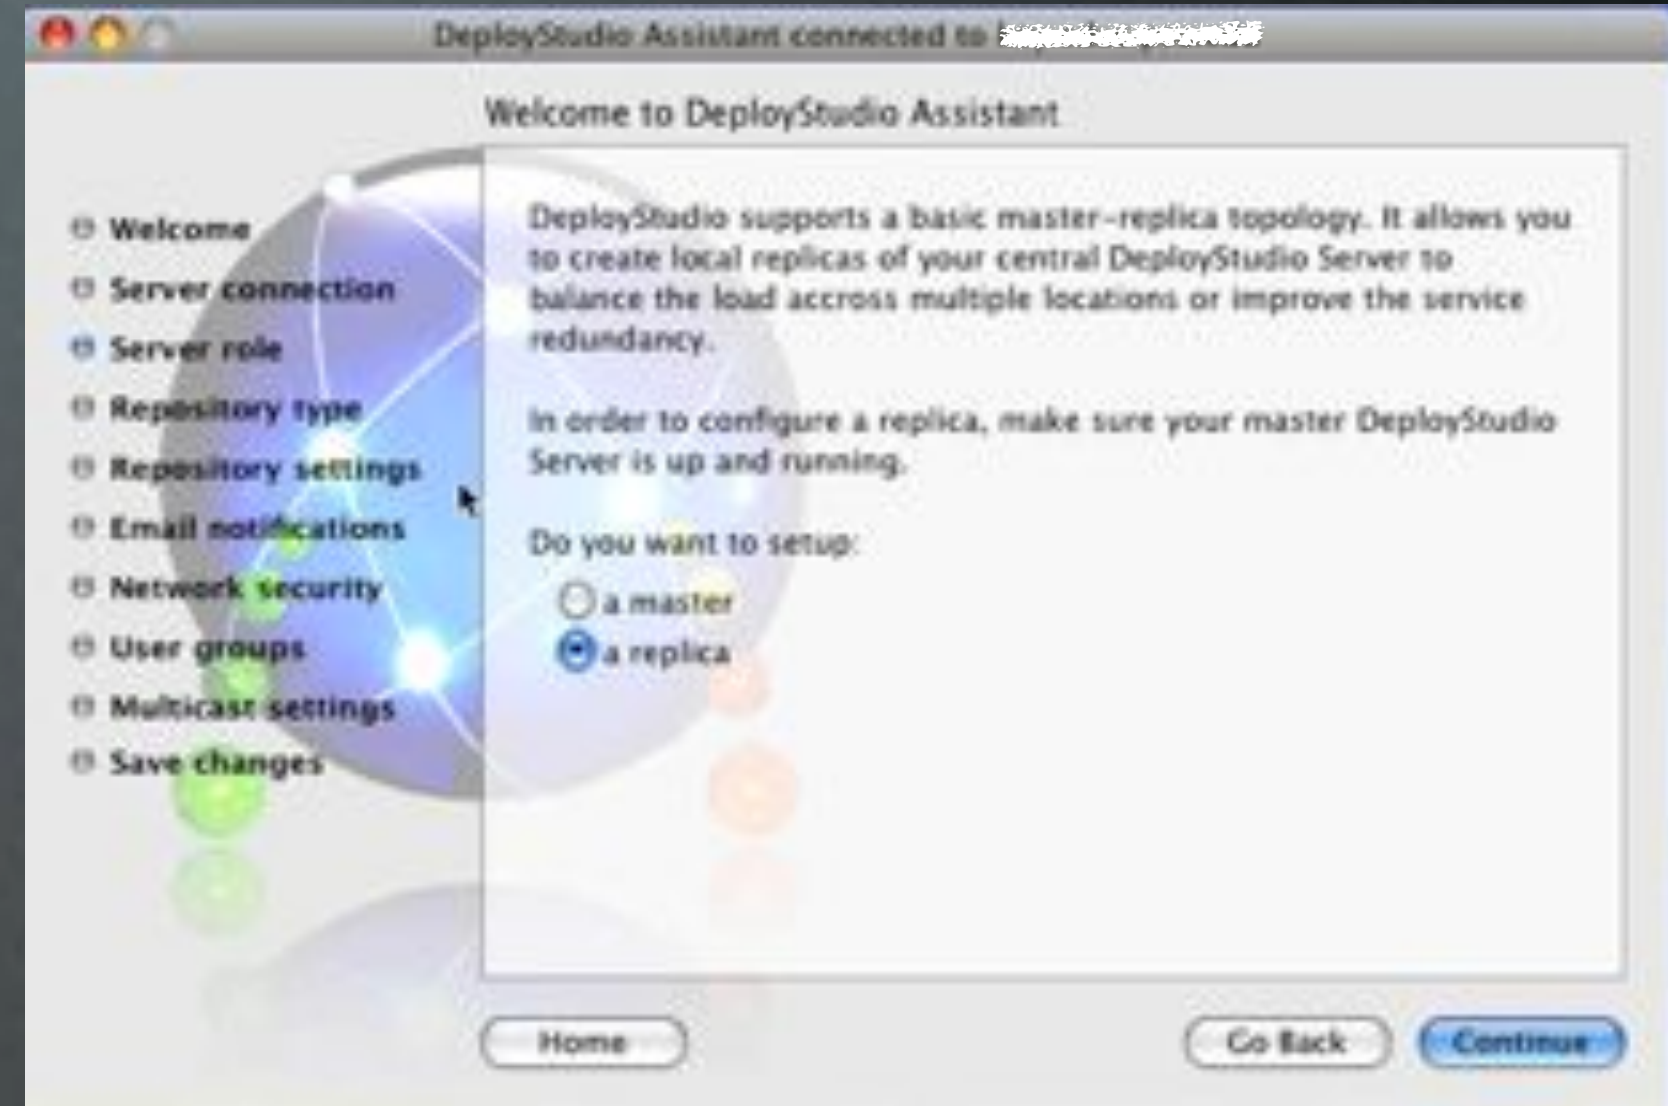 DeployStudio Assistant connected to
Welcome to DeployStudio Assistant
Welcome
Server connection
Server role
Repository type
Repository settings
Email notifications
Network security
User groups
Multicast settings
Save changes
DeployStudio supports a basic master-replica topology. It allows you
to create local replicas of your central DeployStudio Server to
balance the load accross multiple locations or improve the service
redundancy.
In order to configure a replica, make sure your master DeployStudio
Server is up and running.
Do you want to setup:
a master
a replica
Home
Go Back
Continue